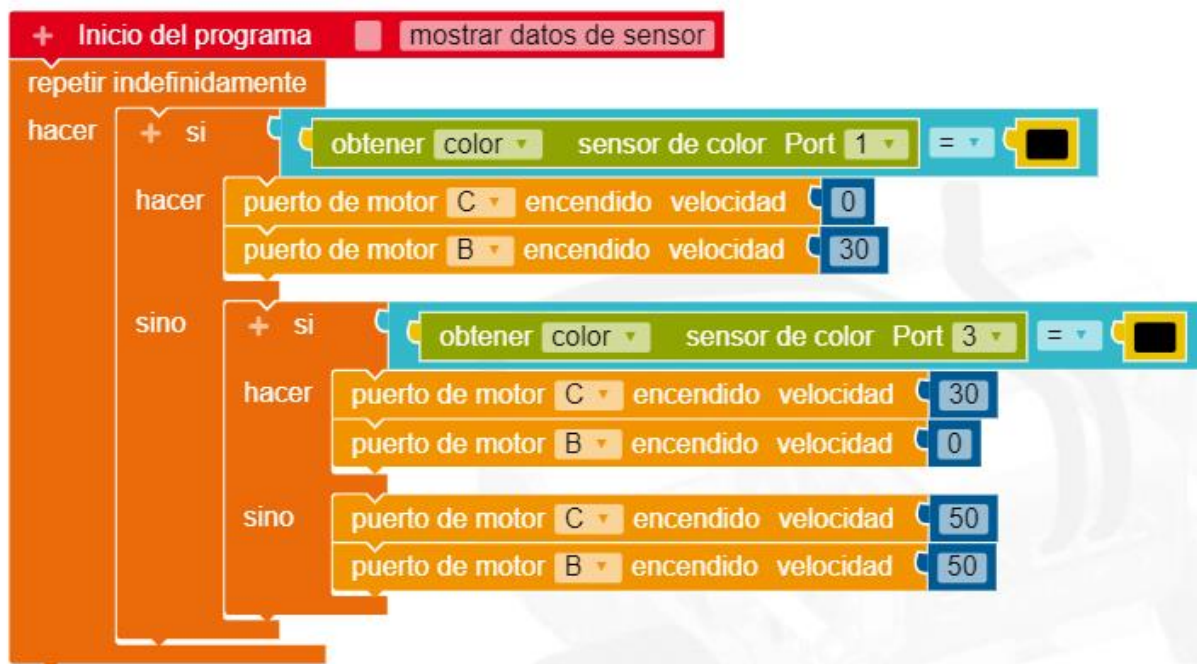 + Inicio del programa mostrar datos de sensor
repetir indefinidamente
hacer + si obtener color sensor de color Port 1 =
hacer puerto de motor C encendido velocidad 0
puerto de motor B encendido velocidad 30
sino + si obtener color sensor de color Port 3 =
hacer puerto de motor C encendido velocidad 30
puerto de motor B encendido velocidad 0
sino puerto de motor C encendido velocidad 50
puerto de motor B encendido velocidad 50